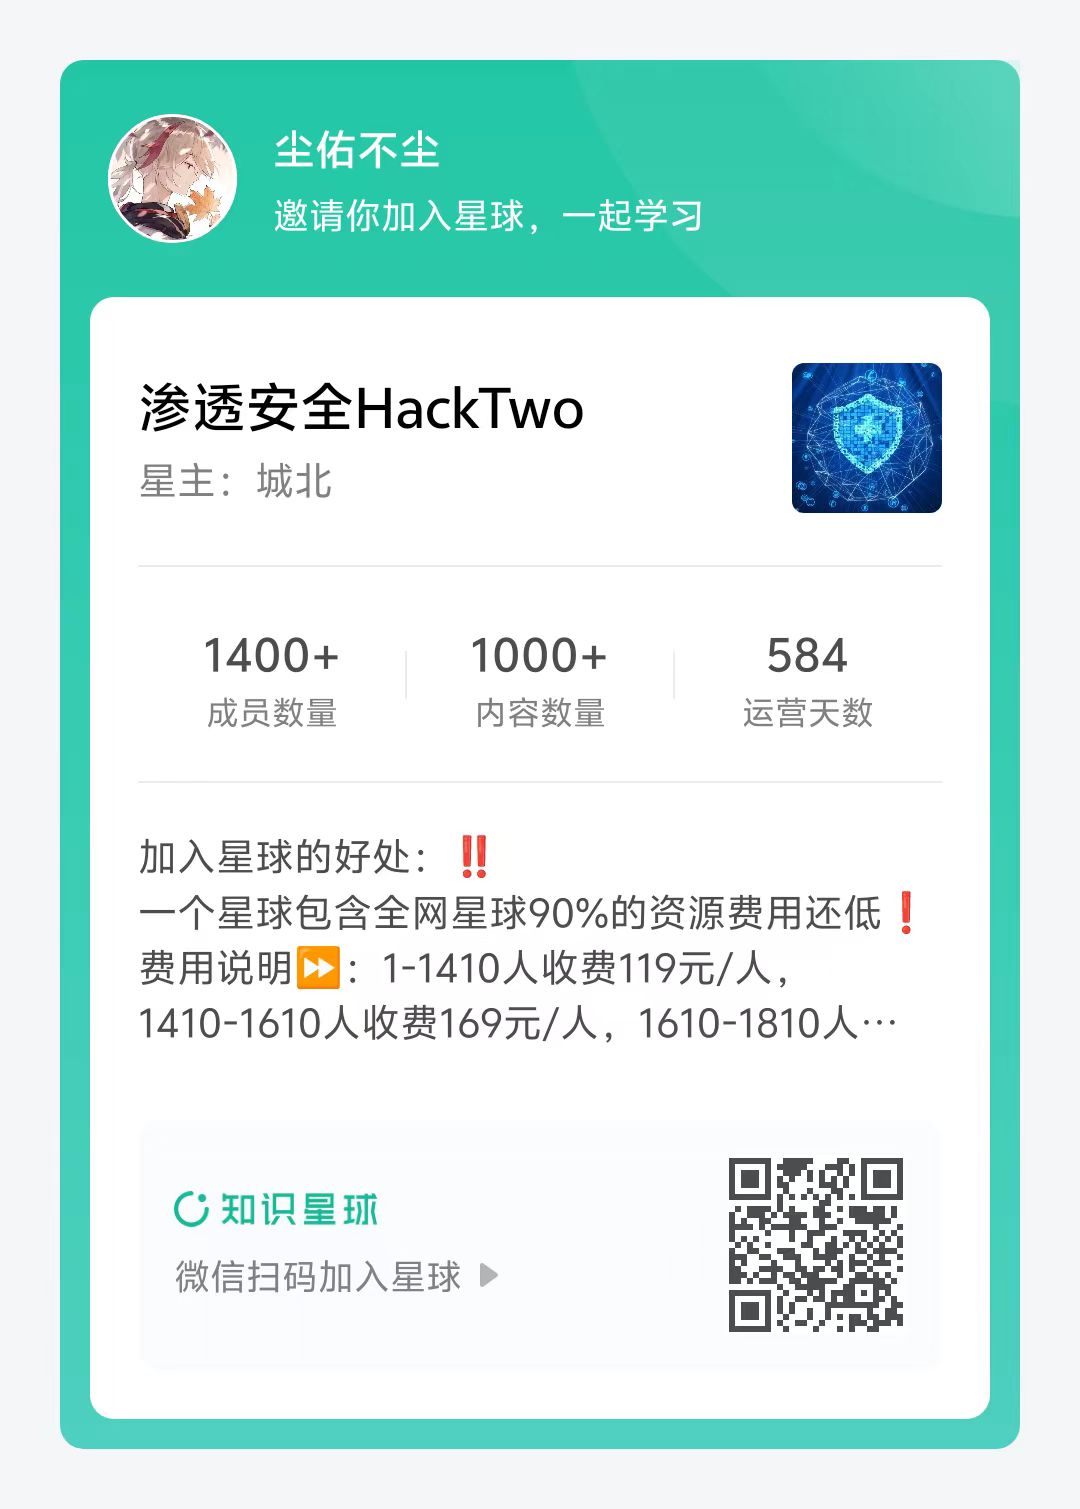 尘佑不尘
邀请你加入星球，一起学习
渗透安全HackTwo
星主：城北
1400+
成员数量
1000+
内容数量
584
运营天数
加入星球的好处：‼️
一个星球包含全网星球90%的资源费用还低❗
费用说明⏩：1-1410人收费119元/人，
1410-1610人收费169元/人，1610-1810人…
知识星球
微信扫码加入星球